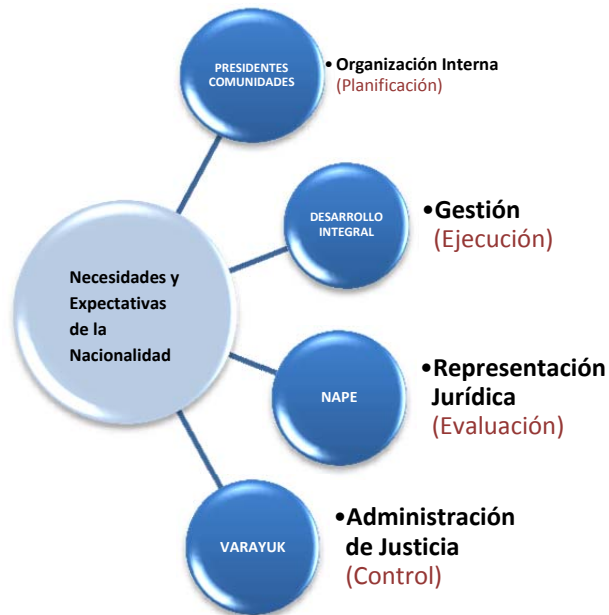 PRESIDENTES
COMUNIDADES
•Organización Interna
(Planificación)
DESARROLLO
INTEGRAL
•Gestión
(Ejecución)
Necesidades y
Expectativas
de la
Nacionalidad
NAPE
•Representación
Jurídica
(Evaluación)
VARAYUK
•Administración
de Justicia
(Control)